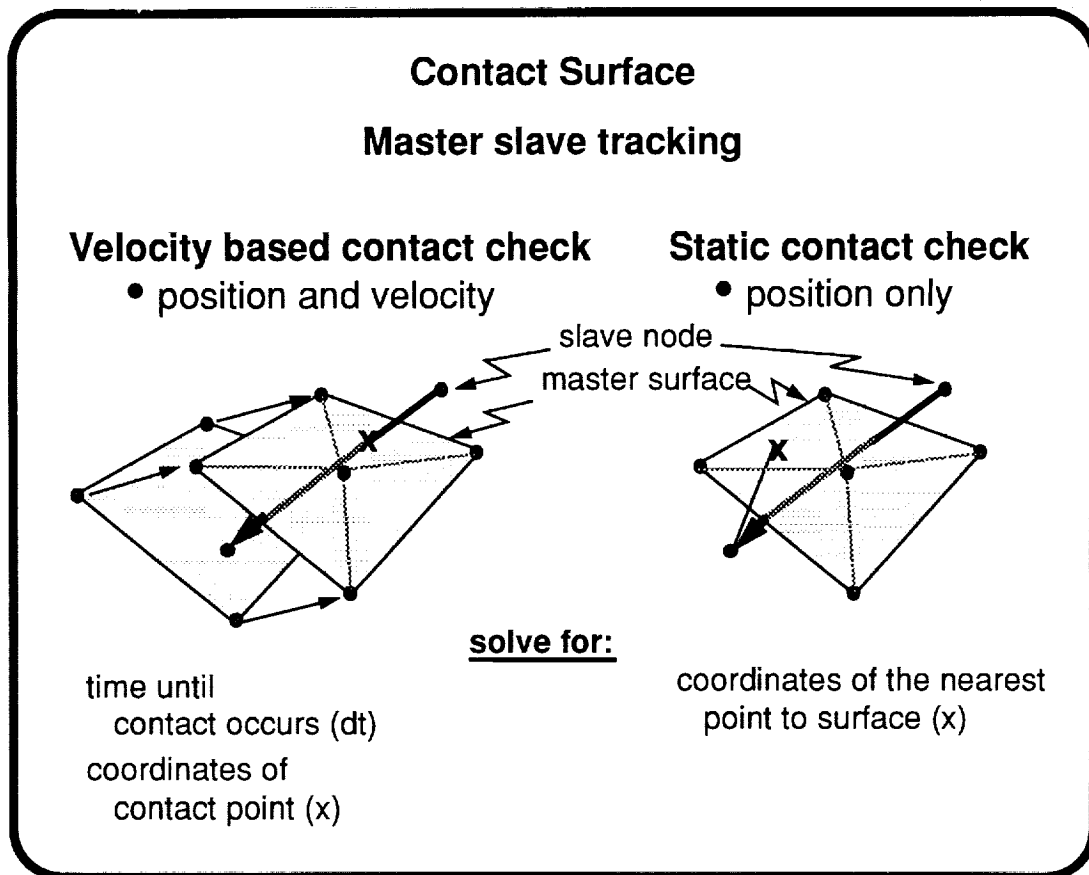 Contact Surface
Master slave tracking
Velocity based contact check
• position and velocity
Static contact check
• position only
slave node
master surface
X
X
solve for:
time until
contact occurs (dt)
coordinates of
contact point (x)
coordinates of the nearest
point to surface (x)